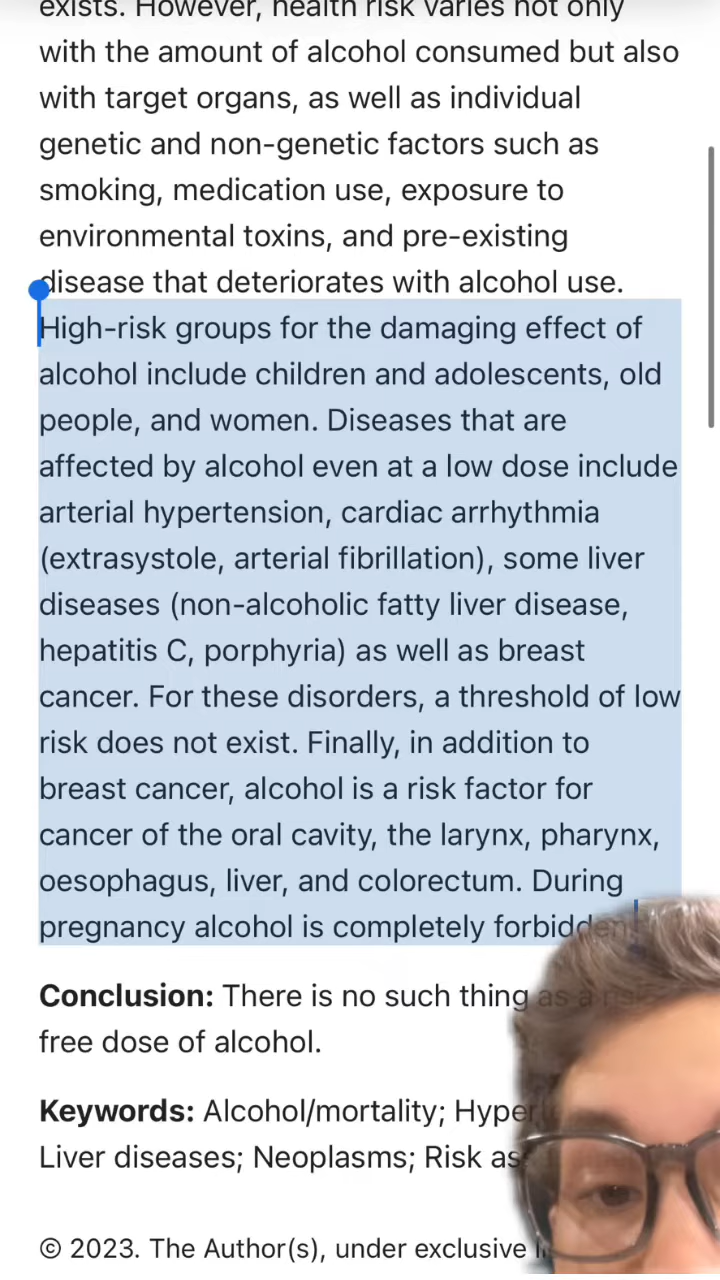 exists. However, health risk varies not only
with the amount of alcohol consumed but also
with target organs, as well as individual
genetic and non-genetic factors such as
smoking, medication use, exposure to
environmental toxins, and pre-existing
disease that deteriorates with alcohol use.
High-risk groups for the damaging effect of
alcohol include children and adolescents, old
people, and women. Diseases that are
affected by alcohol even at a low dose include
arterial hypertension, cardiac arrhythmia
(extrasystole, arterial fibrillation), some liver
diseases (non-alcoholic fatty liver disease,
hepatitis C, porphyria) as well as breast
cancer. For these disorders, a threshold of low
risk does not exist. Finally, in addition to
breast cancer, alcohol is a risk factor for
cancer of the oral cavity, the larynx, pharynx,
oesophagus, liver, and colorectum. During
pregnancy alcohol is completely forbidden.
Conclusion: There is no such thing as a
free dose of alcohol.
Keywords: Alcohol/mortality;
Liver diseases; Neoplasms; Risk
© 2023. The Author(s), under exclusive